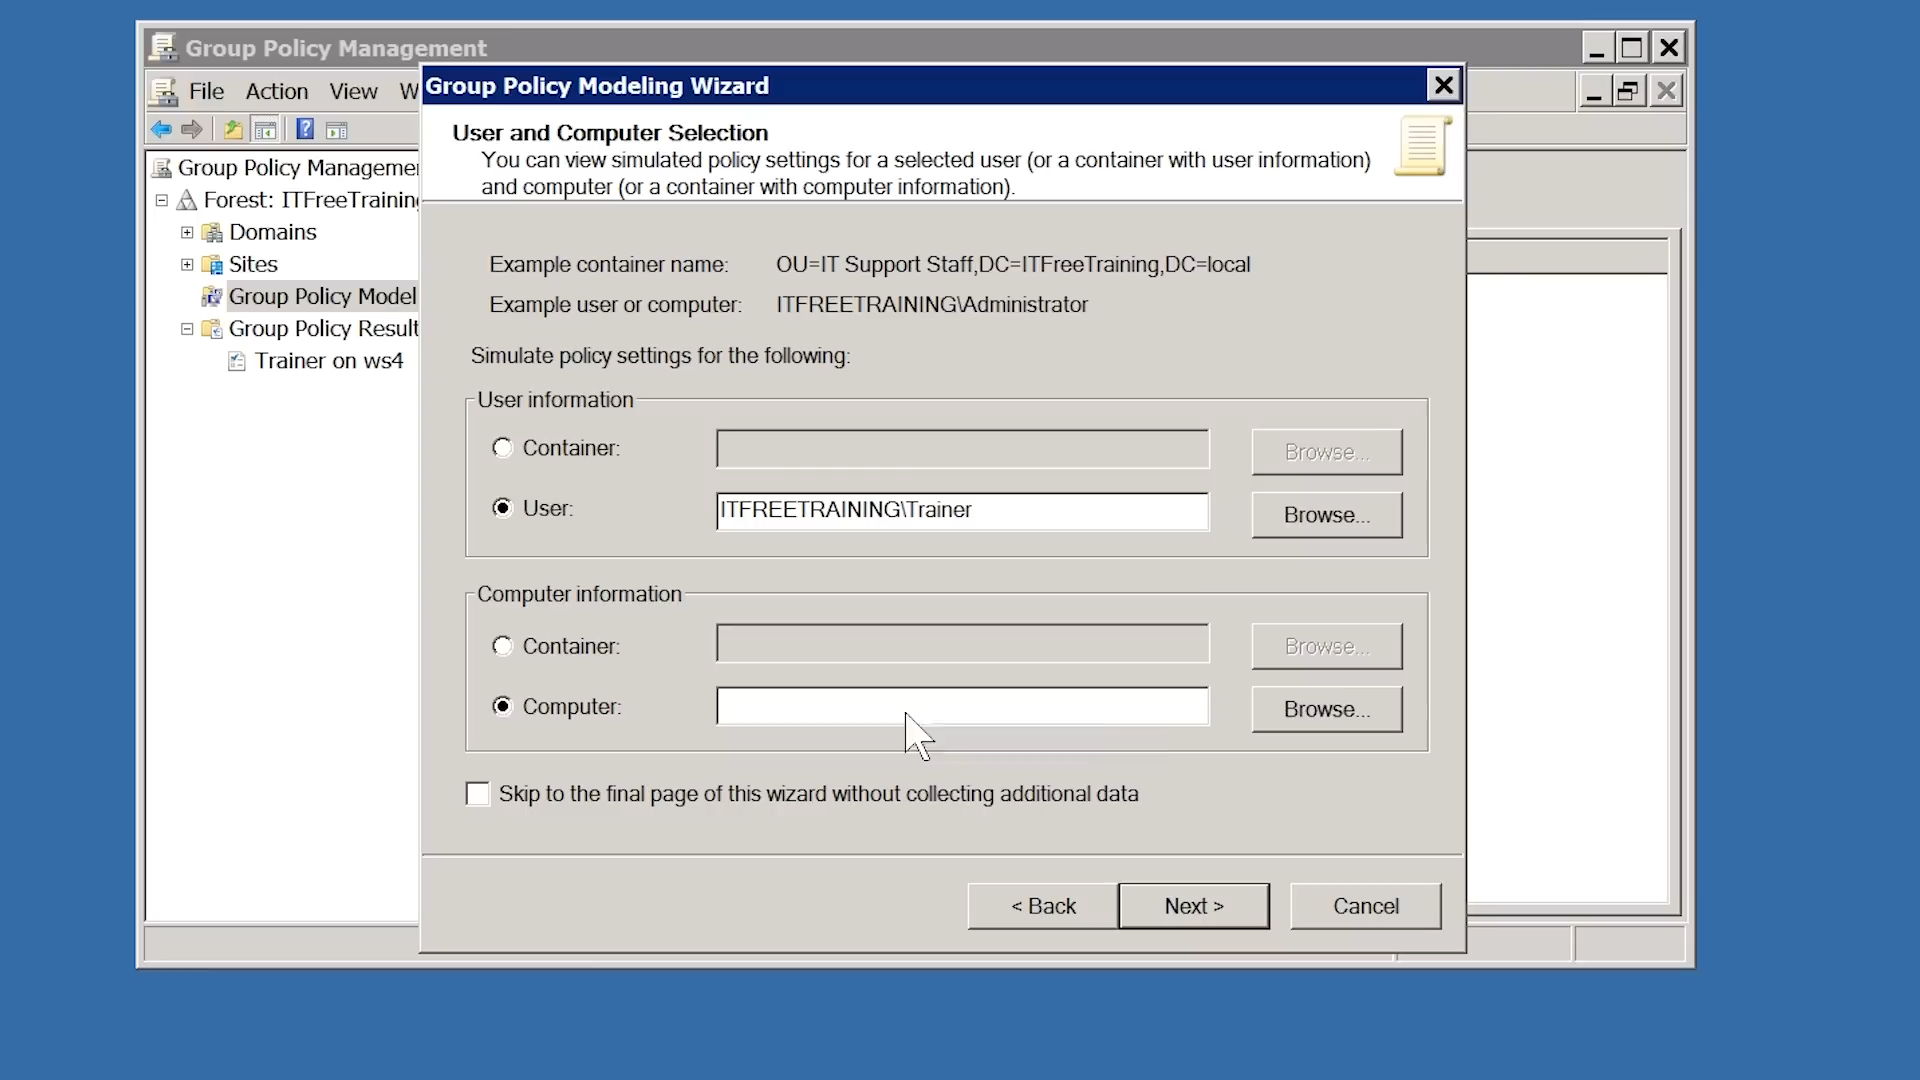 Group Policy Management
File Action View W
Group Policy Modeling Wizard
User and Computer Selection
You can view simulated policy settings for a selected user (or a container with user information)
and computer (or a container with computer information).
Group Policy Managemen
Forest: ITFreeTraining
Domains
Sites
Group Policy Model
Group Policy Result
Trainer on ws4
Example container name: OU=IT Support Staff,DC=ITFreeTraining,DC=local
Example user or computer: ITFREETRAINING\Administrator
Simulate policy settings for the following:
User information
Container: Browse...
User: ITFREETRAINING\Trainer Browse...
Computer information
Container: Browse...
Computer: Browse...
Skip to the final page of this wizard without collecting additional data
< Back Next > Cancel